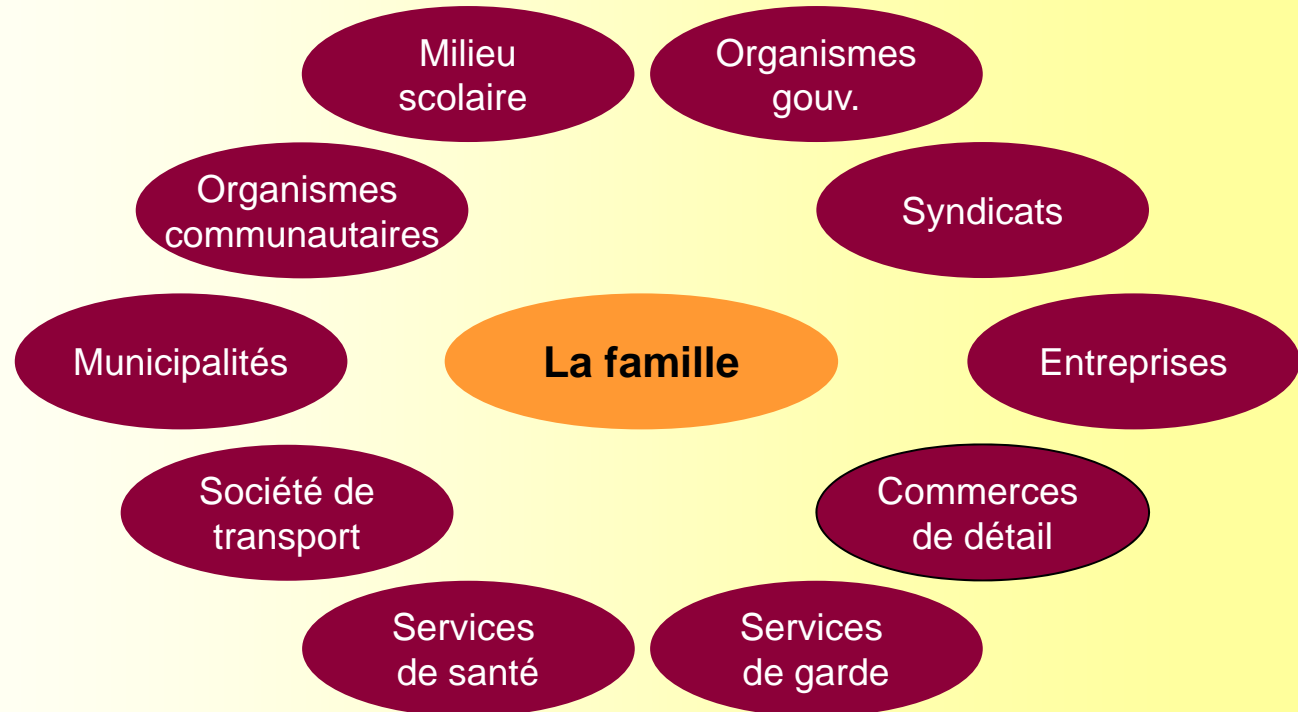 Milieu
scolaire
Organismes
gouv.
Organismes
communautaires
Syndicats
Municipalités
La famille
Entreprises
Société de
transport
Commerces
de détail
Services
de santé
Services
de garde